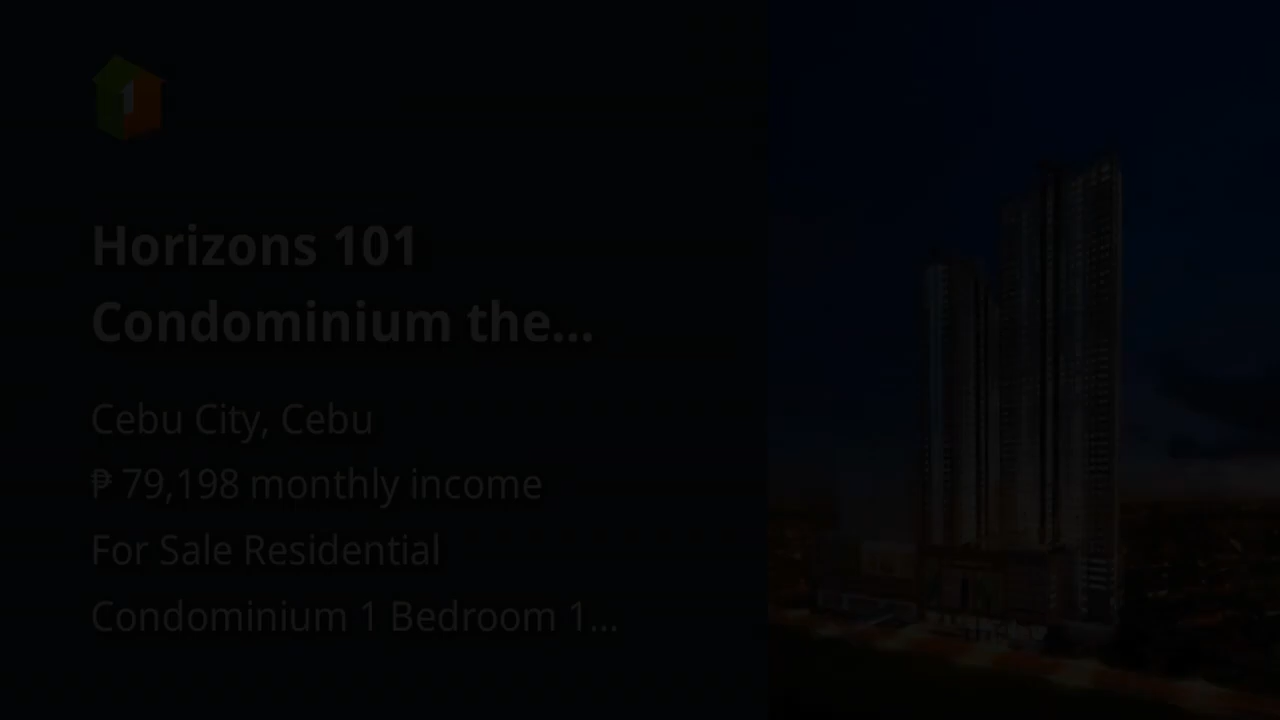 Horizons 101
Condominium the...
Cebu City, Cebu
₱ 79,198 monthly income
For Sale Residential
Condominium 1 Bedroom 1...